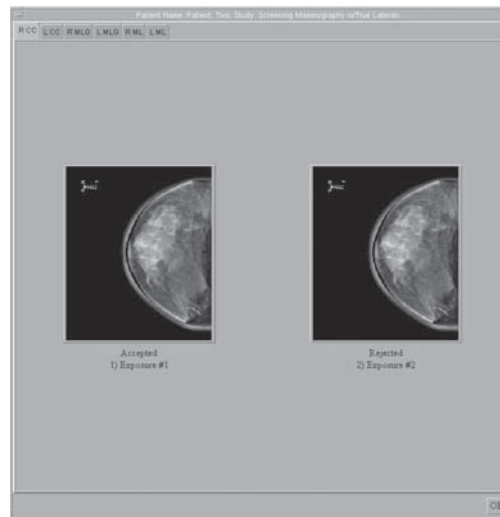 Patient Name: Patient, Two; Study: Screening Mammography w/True Laterals
R CC L CC R MLO L MLO R ML L ML
Accepted
1) Exposure #1
Rejected
2) Exposure #2